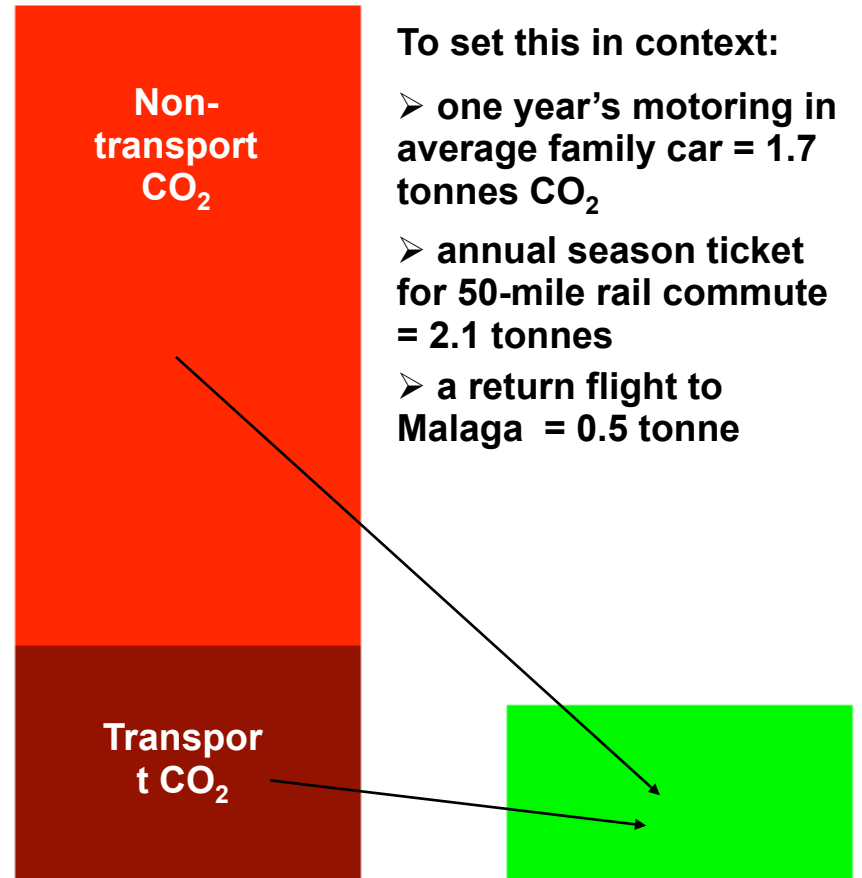 Non-
transport
CO₂
Transpor
t CO₂
To set this in context:
➢ one year’s motoring in
average family car = 1.7
tonnes CO₂
➢ annual season ticket
for 50-mile rail commute
= 2.1 tonnes
➢ a return flight to
Malaga = 0.5 tonne